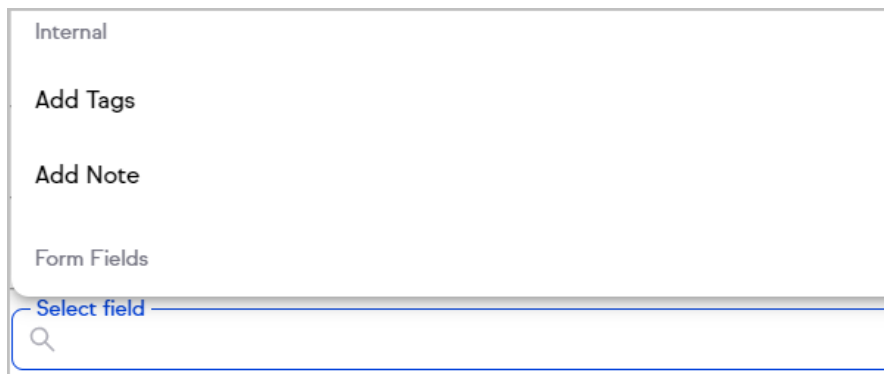 Internal
Add Tags
Add Note
Form Fields
Select field